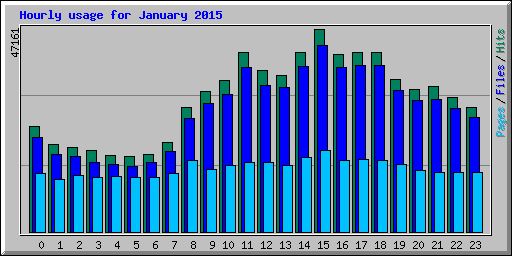 Hourly usage for January 2015
47161
Pages / Files / Hits
0 1 2 3 4 5 6 7 8 9 10 11 12 13 14 15 16 17 18 19 20 21 22 23